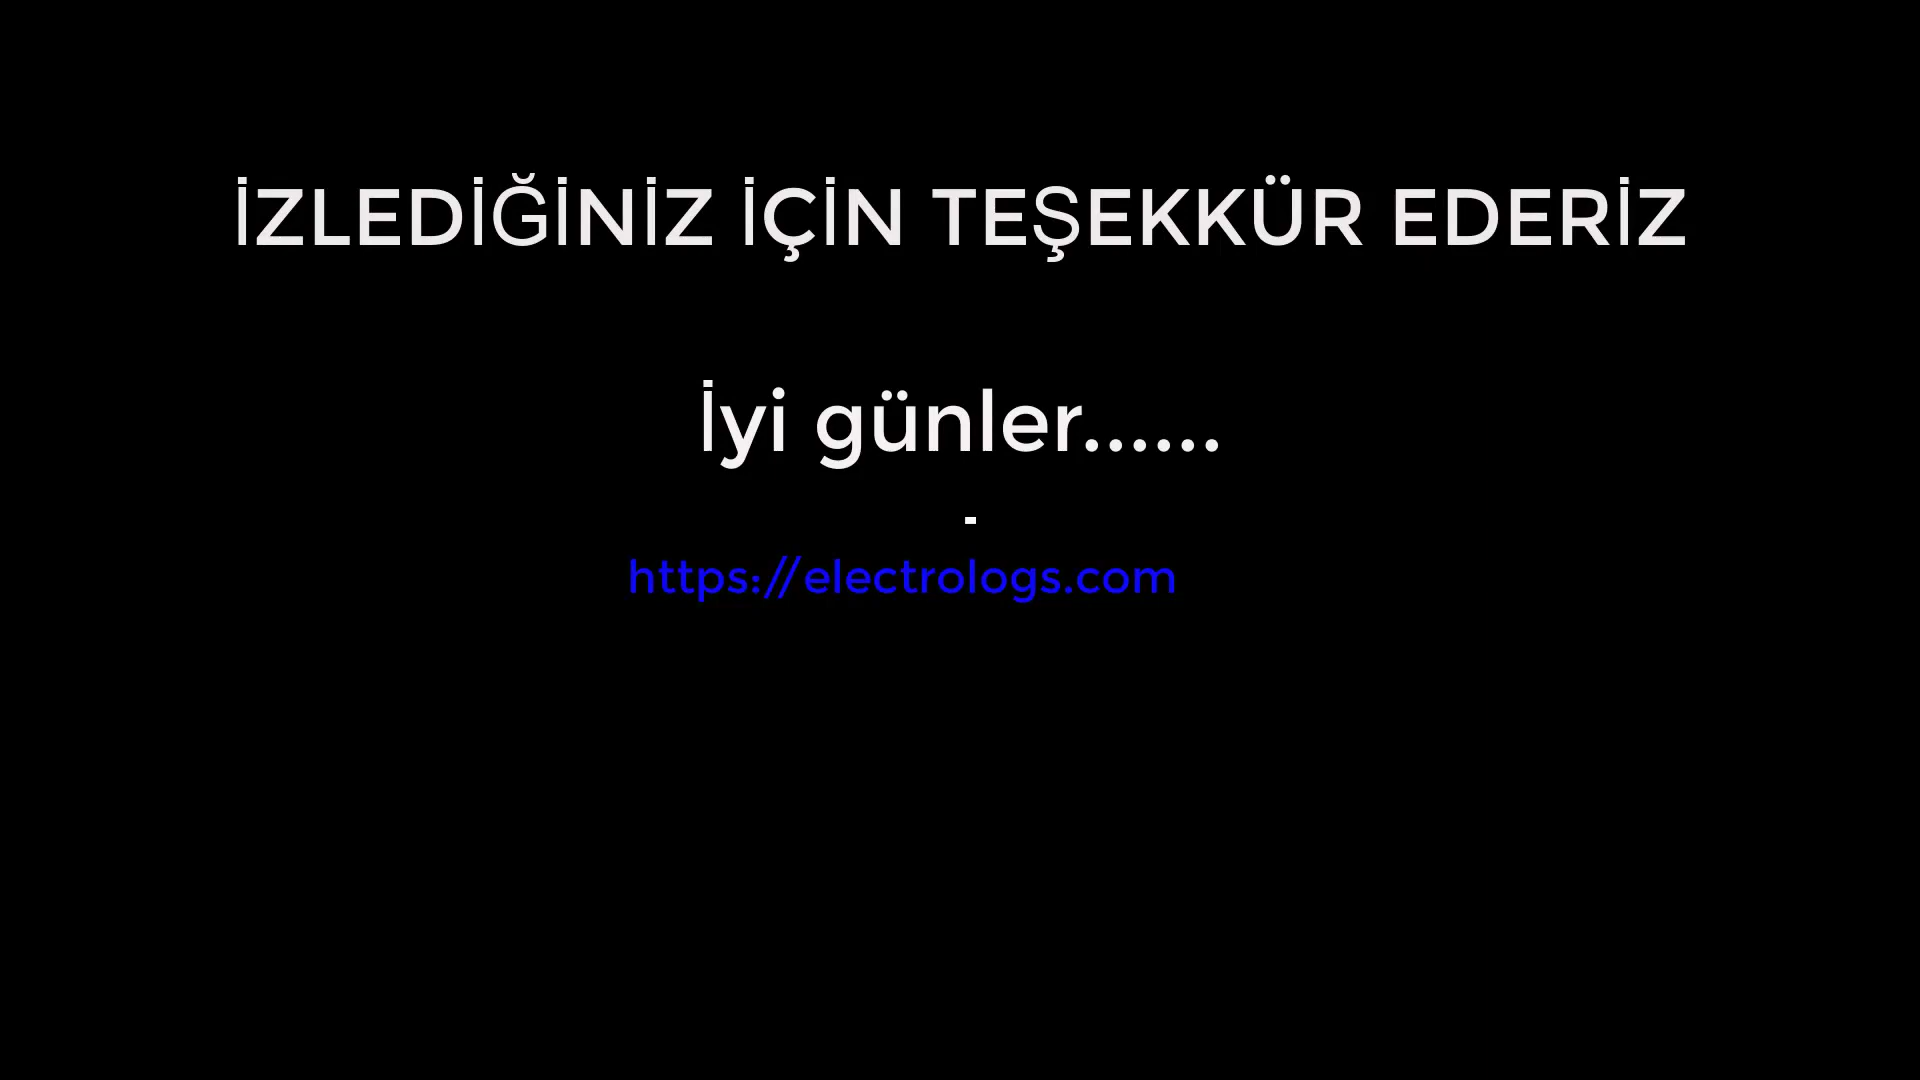 İZLEDİĞİNİZ İÇİN TEŞEKKÜR EDERİZ
İyi günler......
-
https://electrologs.com